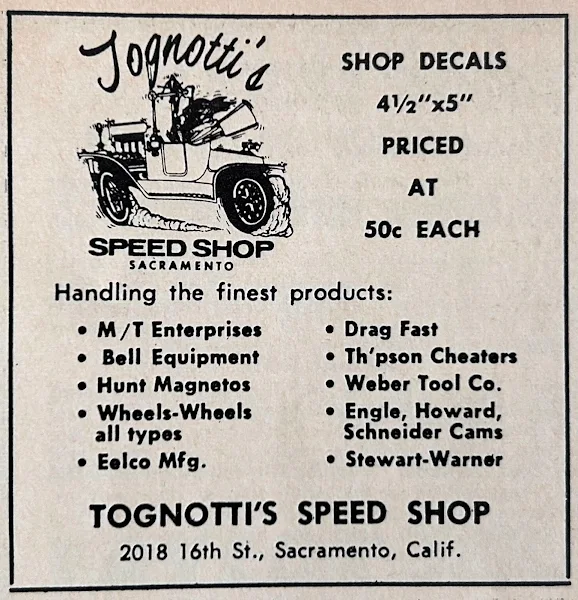 Tognotti's
SPEED SHOP
SACRAMENTO
SHOP DECALS
4½"x5"
PRICED
AT
50c EACH
Handling the finest products:
• M/T Enterprises
• Bell Equipment
• Hunt Magnetos
• Wheels-Wheels
all types
• Eelco Mfg.
• Drag Fast
• Th'pson Cheaters
• Weber Tool Co.
• Engle, Howard,
Schneider Cams
• Stewart-Warner
TOGNOTTI'S SPEED SHOP
2018 16th St., Sacramento, Calif.